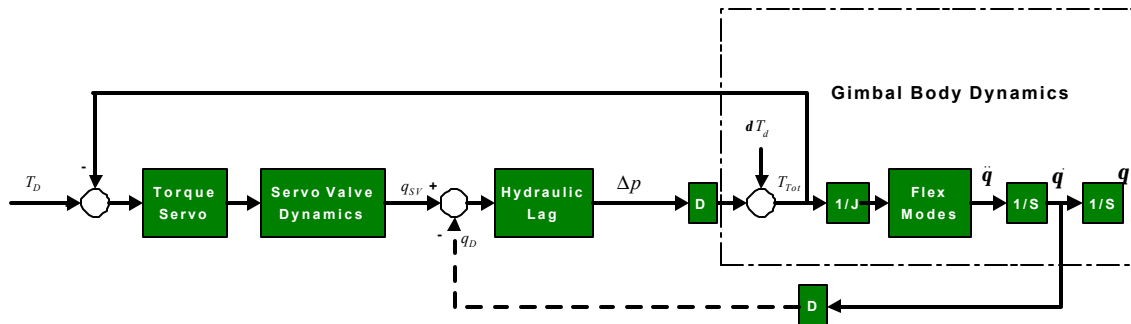 Gimbal Body Dynamics
dT_d
-
T_D
Torque
Servo
Servo Valve
Dynamics
q_SV +
Hydraulic
Lag
Δp
D
T_Tot
1/J
Flex
Modes
q̈
1/S
q̇
1/S
q
-
q_D
D